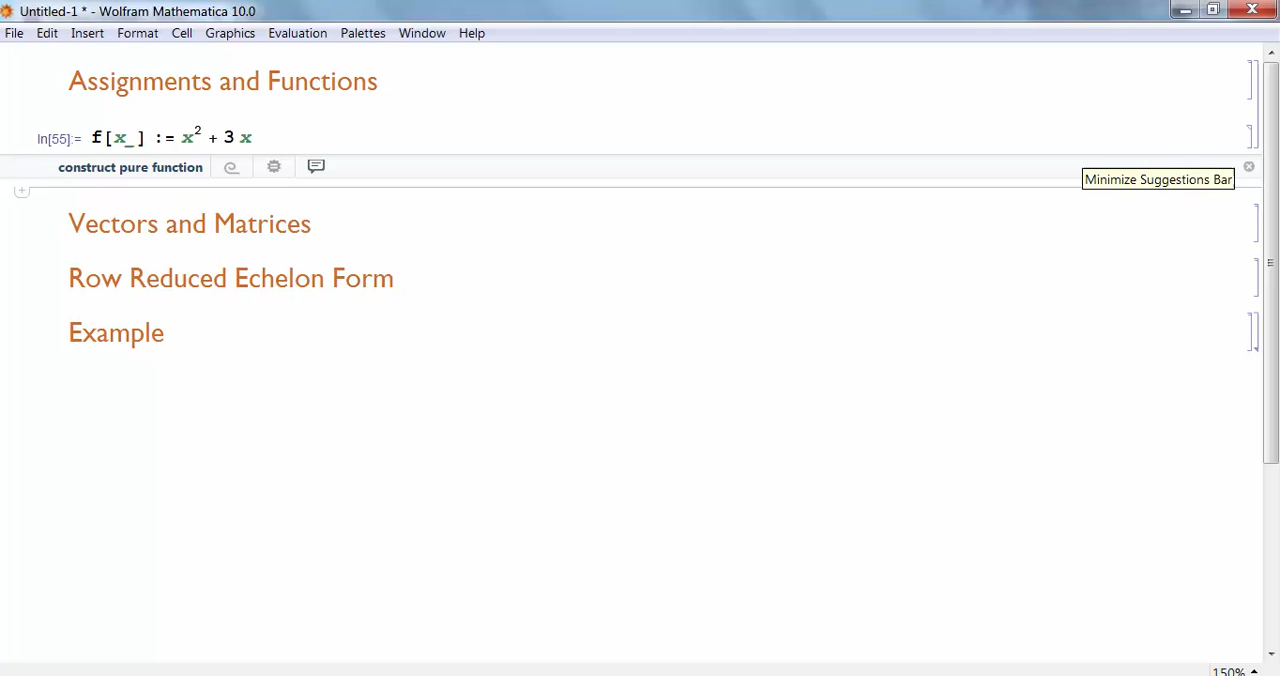 Untitled-1 * - Wolfram Mathematica 10.0
File Edit Insert Format Cell Graphics Evaluation Palettes Window Help
Assignments and Functions
In[55]:= f[x_] := x² + 3 x
construct pure function
Minimize Suggestions Bar
Vectors and Matrices
Row Reduced Echelon Form
Example
150%